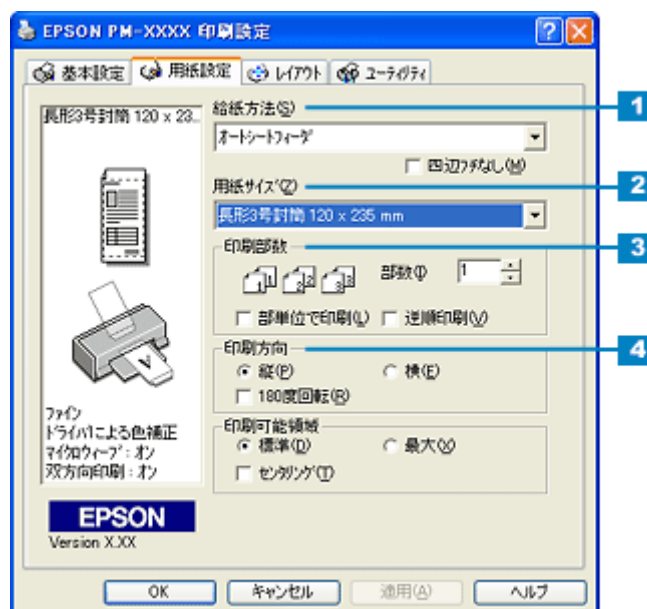 EPSON PM-XXXX 印刷設定
基本設定 用紙設定 レイアウト ユーティリティ
長形3号封筒 120 x 23..
給紙方法(S)
1
オートシートフィーダ
四辺フチなし(M)
用紙サイズ(Z)
2
長形3号封筒 120 x 235 mm
印刷部数
3
1 1 2 2 3 3
部数(I)
1
部単位で印刷(L) 逆順印刷(V)
印刷方向
4
縦(P) 横(E)
180度回転(R)
印刷可能領域
標準(D) 最大(X)
センタリング(T)
ファイン
ドライバによる色補正
マイクロウィーブ : オン
双方向印刷 : オン
EPSON
Version X.XX
OK キャンセル 適用(A) ヘルプ